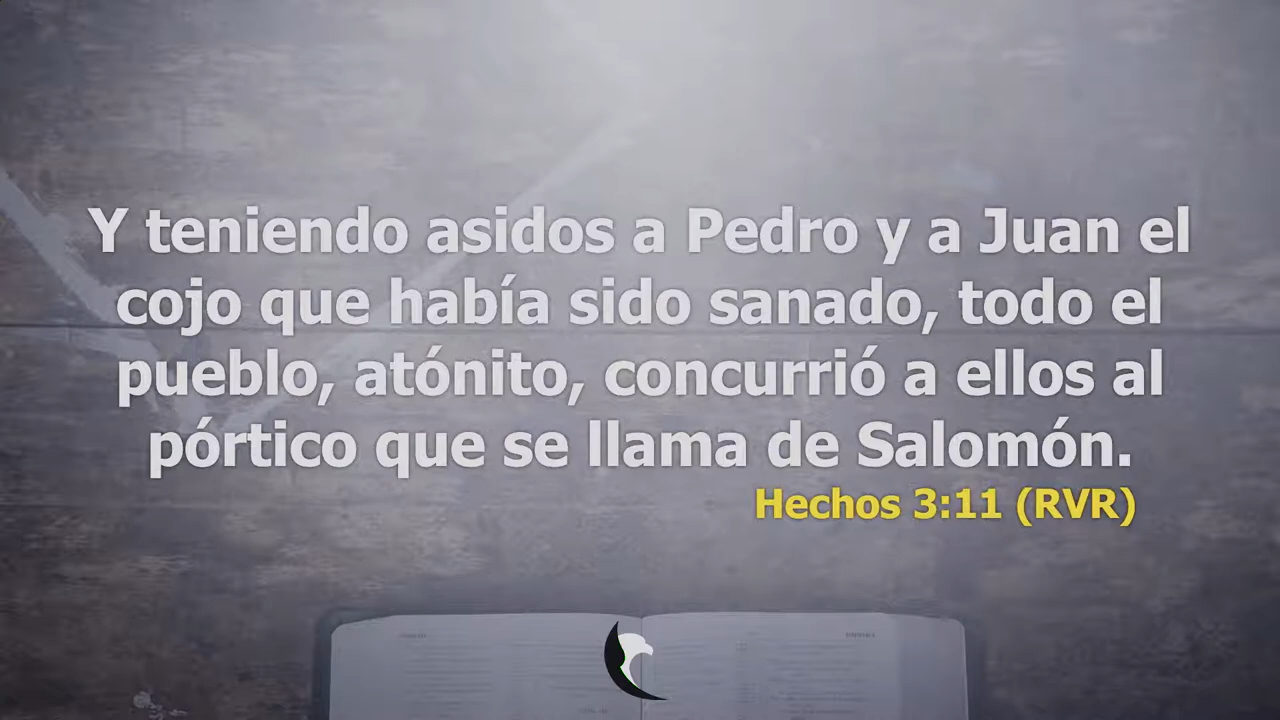 Y teniendo asidos a Pedro y a Juan el
cojo que había sido sanado, todo el
pueblo, atónito, concurrió a ellos al
pórtico que se llama de Salomón.
Hechos 3:11 (RVR)